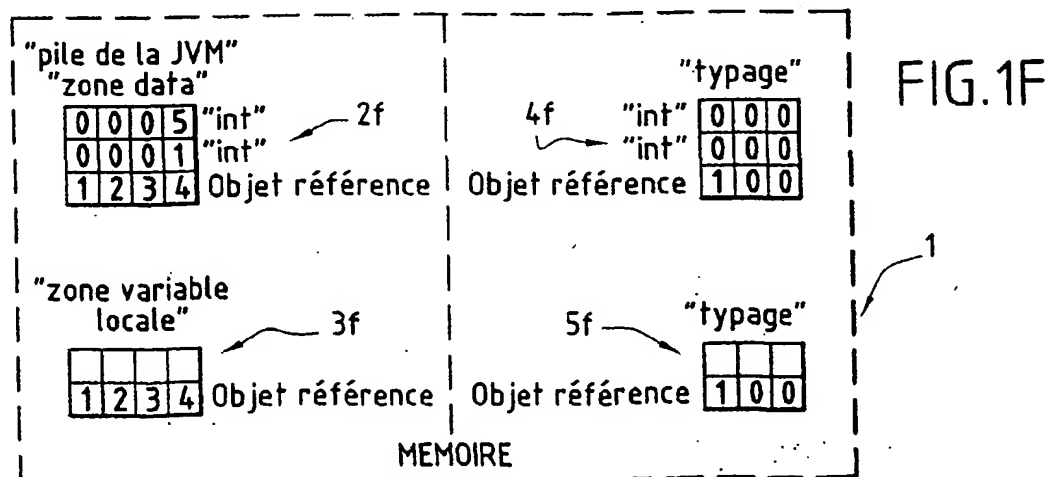 FIG.1F
"pile de la JVM"
"zone data"
0 0 0 5 "int"
0 0 0 1 "int"
1 2 3 4 Objet référence
2f
"typage"
4f
"int" 0 0 0
"int" 0 0 0
Objet référence 1 0 0
1
"zone variable
locale"
3f
1 2 3 4 Objet référence
"typage"
5f
Objet référence 1 0 0
MEMOIRE